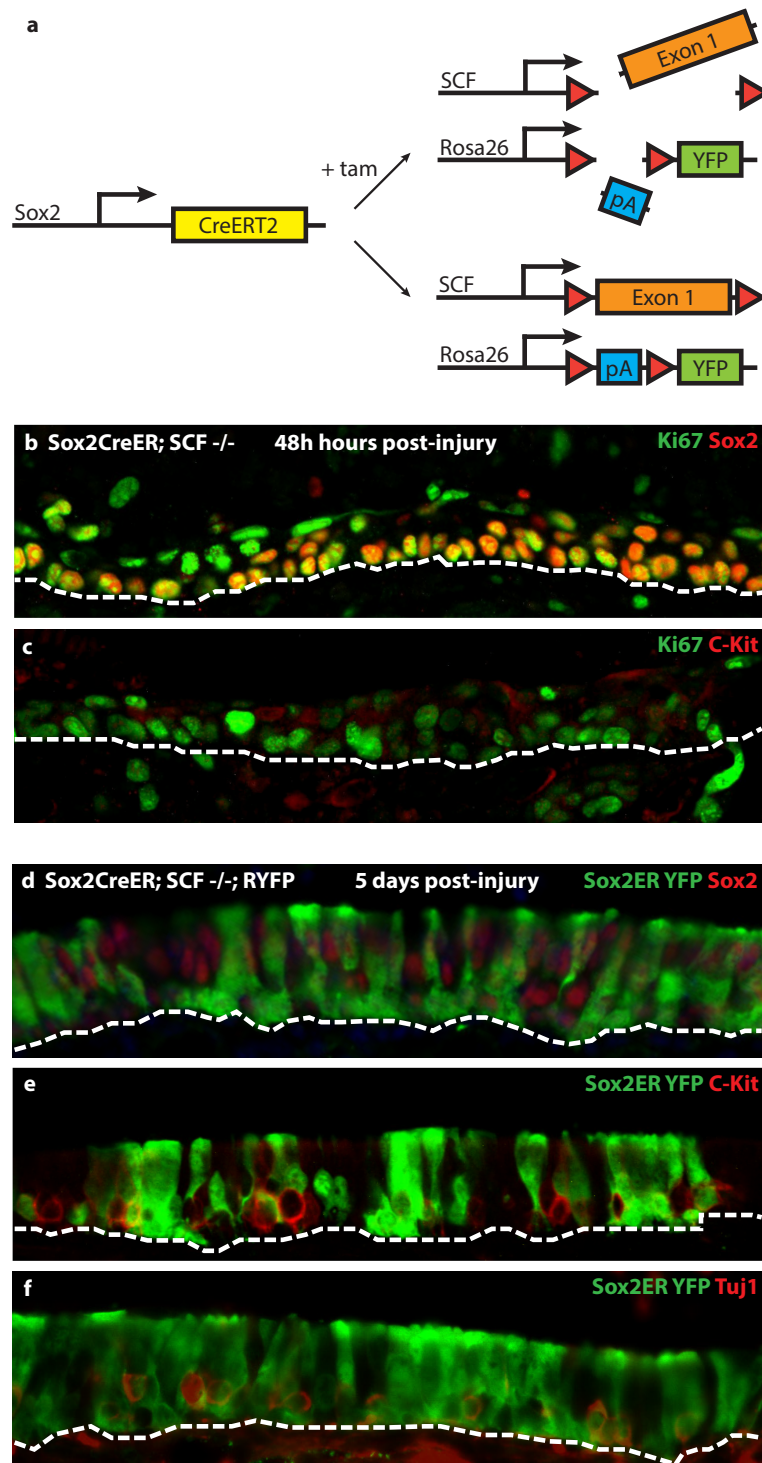 a
Exon 1
SCF
Rosa26
YFP
+ tam
pA
Sox2
CreERT2
SCF
Exon 1
Rosa26
pA
YFP
b Sox2CreER; SCF -/- 48h hours post-injury Ki67 Sox2
c Ki67 C-Kit
d Sox2CreER; SCF -/-; RYFP 5 days post-injury Sox2ER YFP Sox2
e Sox2ER YFP C-Kit
f Sox2ER YFP Tuj1